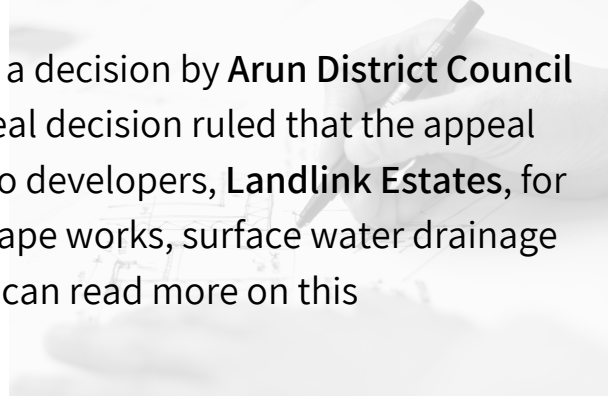 a decision by Arun District Council
eal decision ruled that the appeal
o developers, Landlink Estates, for
ape works, surface water drainage
can read more on this